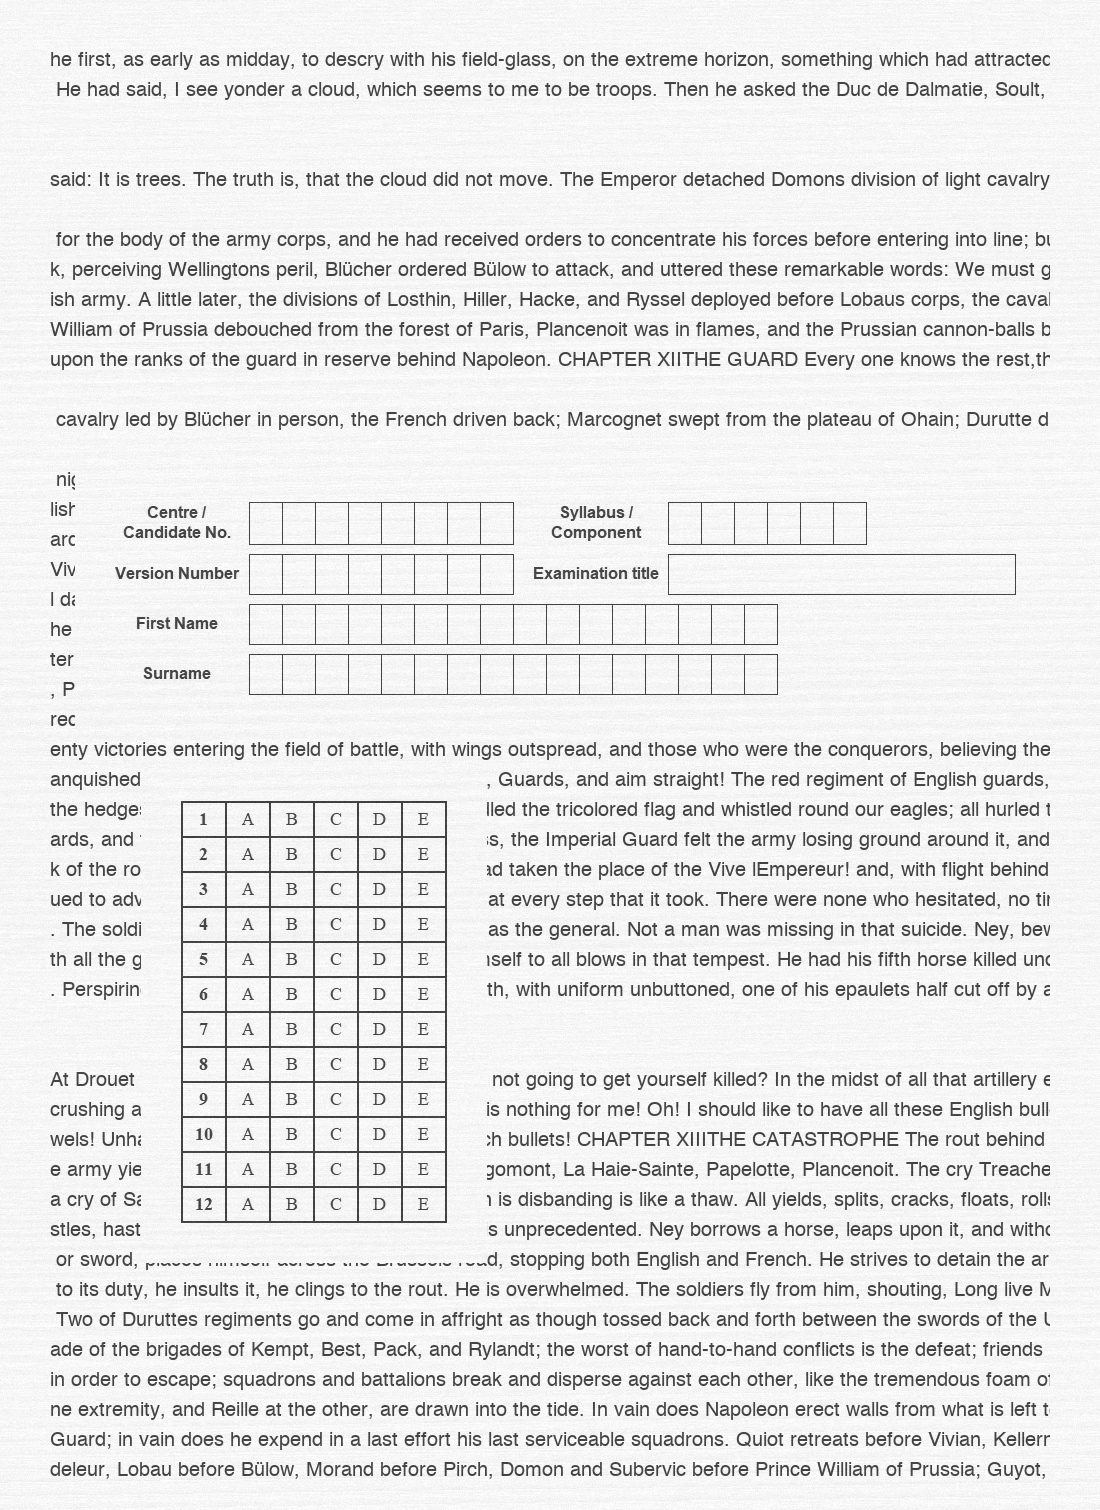 he first, as early as midday, to descry with his field-glass, on the extreme horizon, something which had attracted
He had said, I see yonder a cloud, which seems to me to be troops. Then he asked the Duc de Dalmatie, Soult,
said: It is trees. The truth is, that the cloud did not move. The Emperor detached Domons division of light cavalry
for the body of the army corps, and he had received orders to concentrate his forces before entering into line;
k, perceiving Wellingtons peril, Blücher ordered Bülow to attack, and uttered these remarkable words: We must
ish army. A little later, the divisions of Losthin, Hiller, Hacke, and Ryssel deployed before Lobaus corps, the
William of Prussia debouched from the forest of Paris, Plancenoit was in flames, and the Prussian cannon-balls
upon the ranks of the guard in reserve behind Napoleon. CHAPTER XIITHE GUARD Every one knows the rest,th
cavalry led by Blücher in person, the French driven back; Marcognet swept from the plateau of Ohain; Durutte d
lish
Viv
he
ter
, P
Centre / Candidate No.
Syllabus / Component
Version Number
Examination title
First Name
Surname
enty victories entering the field of battle, with wings outspread, and those who were the conquerors, believing the
anquished , Guards, and aim straight! The red regiment of English guards,
the hedges lled the tricolored flag and whistled round our eagles; all hurled
ards, and s, the Imperial Guard felt the army losing ground around it, and
k of the ro ad taken the place of the Vive lEmpereur! and, with flight behind
ued to adv at every step that it took. There were none who hesitated, no
. The soldi as the general. Not a man was missing in that suicide. Ney,
th all the g self to all blows in that tempest. He had his fifth horse killed
. Perspirin th, with uniform unbuttoned, one of his epaulets half cut off by a
1 A B C D E
2 A B C D E
3 A B C D E
4 A B C D E
5 A B C D E
6 A B C D E
7 A B C D E
8 A B C D E
9 A B C D E
10 A B C D E
11 A B C D E
12 A B C D E
At Drouet not going to get yourself killed? In the midst of all that artillery
crushing a is nothing for me! Oh! I should like to have all these English bull
wels! Unha ch bullets! CHAPTER XIIITHE CATASTROPHE The rout behind
e army yie gomont, La Haie-Sainte, Papelotte, Plancenoit. The cry Treache
a cry of Sa is disbanding is like a thaw. All yields, splits, cracks, floats, rolls
stles, hast s unprecedented. Ney borrows a horse, leaps upon it, and
or sword, places himself across the Brussels road, stopping both English and French. He strives to detain the ar
to its duty, he insults it, he clings to the rout. He is overwhelmed. The soldiers fly from him, shouting, Long live
Two of Duruttes regiments go and come in affright as though tossed back and forth between the swords of the
ade of the brigades of Kempt, Best, Pack, and Rylandt; the worst of hand-to-hand conflicts is the defeat; friends
in order to escape; squadrons and battalions break and disperse against each other, like the tremendous foam of
ne extremity, and Reille at the other, are drawn into the tide. In vain does Napoleon erect walls from what is left
Guard; in vain does he expend in a last effort his last serviceable squadrons. Quiot retreats before Vivian, Keller
deleur, Lobau before Bülow, Morand before Pirch, Domon and Subervic before Prince William of Prussia; Guyot,